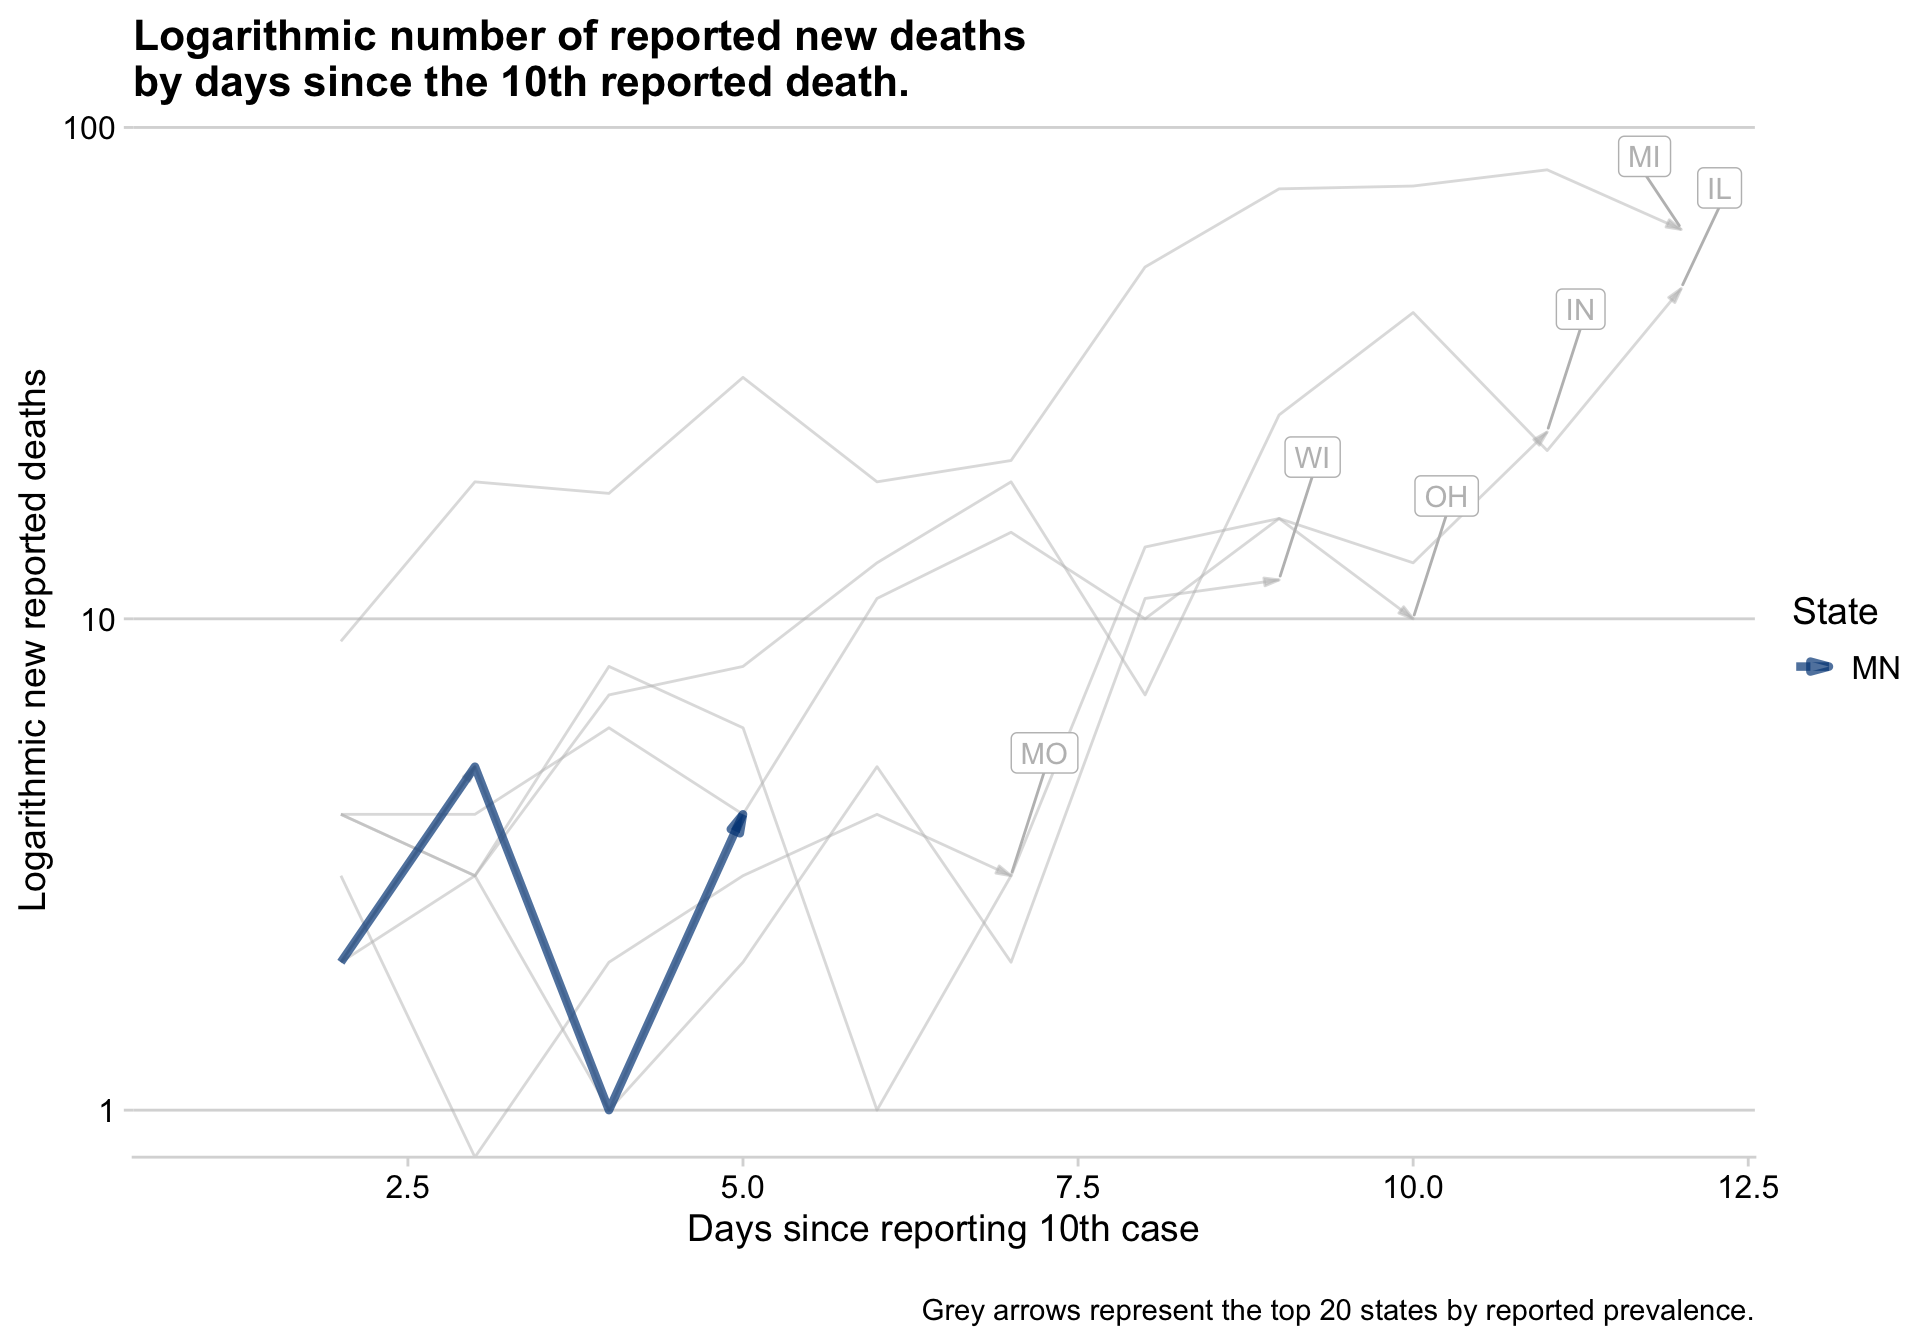 Logarithmic number of reported new deaths
by days since the 10th reported death.
100
MI
IL
IN
WI
OH
10
State
MN
MO
1
Logarithmic new reported deaths
2.5
5.0
7.5
10.0
12.5
Days since reporting 10th case
Grey arrows represent the top 20 states by reported prevalence.